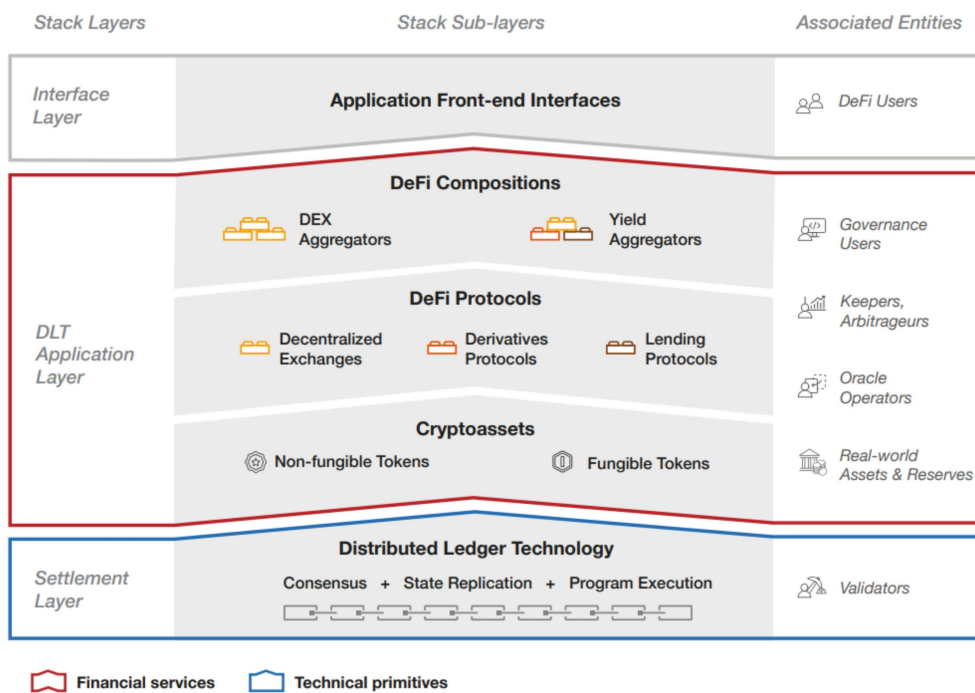 Stack Layers
Stack Sub-layers
Associated Entities
Interface
Layer
Application Front-end Interfaces
DeFi Users
DeFi Compositions
DEX
Aggregators
Yield
Aggregators
Governance
Users
DLT
Application
Layer
DeFi Protocols
Decentralized
Exchanges
Derivatives
Protocols
Lending
Protocols
Keepers,
Arbitrageurs
Oracle
Operators
Cryptoassets
Non-fungible Tokens
Fungible Tokens
Real-world
Assets & Reserves
Settlement
Layer
Distributed Ledger Technology
Consensus + State Replication + Program Execution
Validators
Financial services
Technical primitives